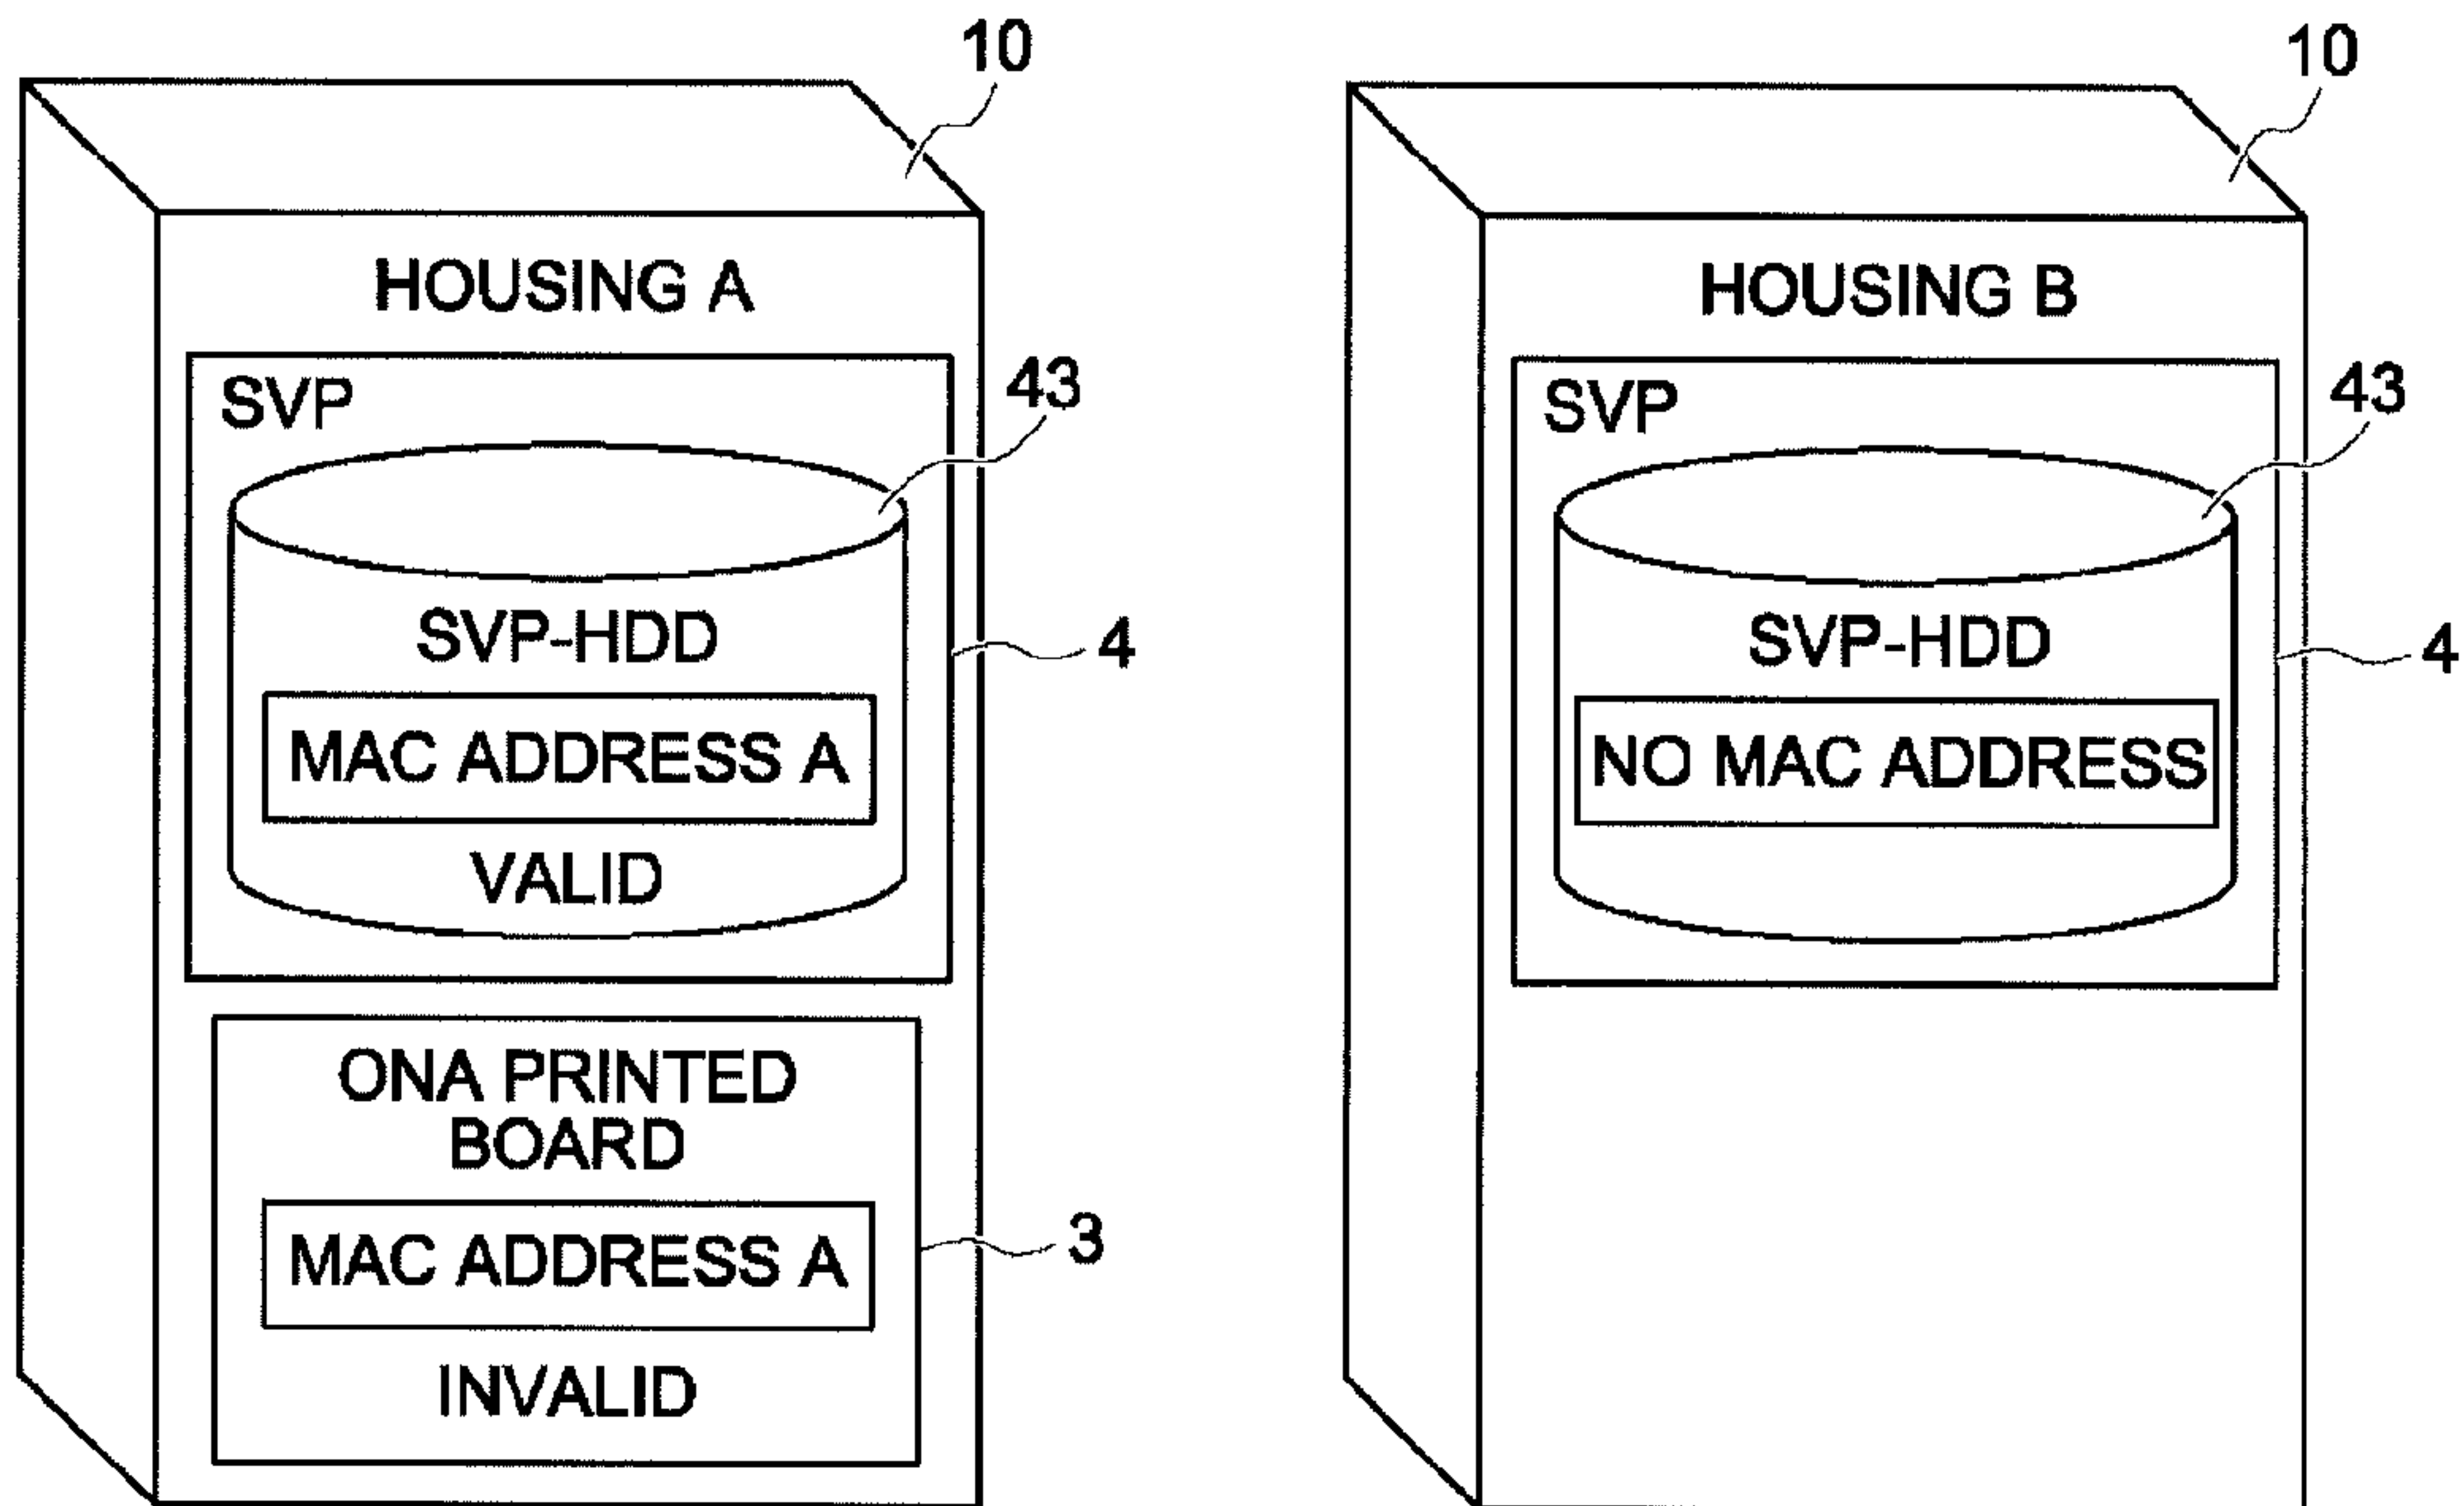 10
HOUSING A
SVP
43
SVP-HDD
4
MAC ADDRESS A
VALID
ONA PRINTED
BOARD
MAC ADDRESS A
3
INVALID
10
HOUSING B
SVP
43
SVP-HDD
4
NO MAC ADDRESS